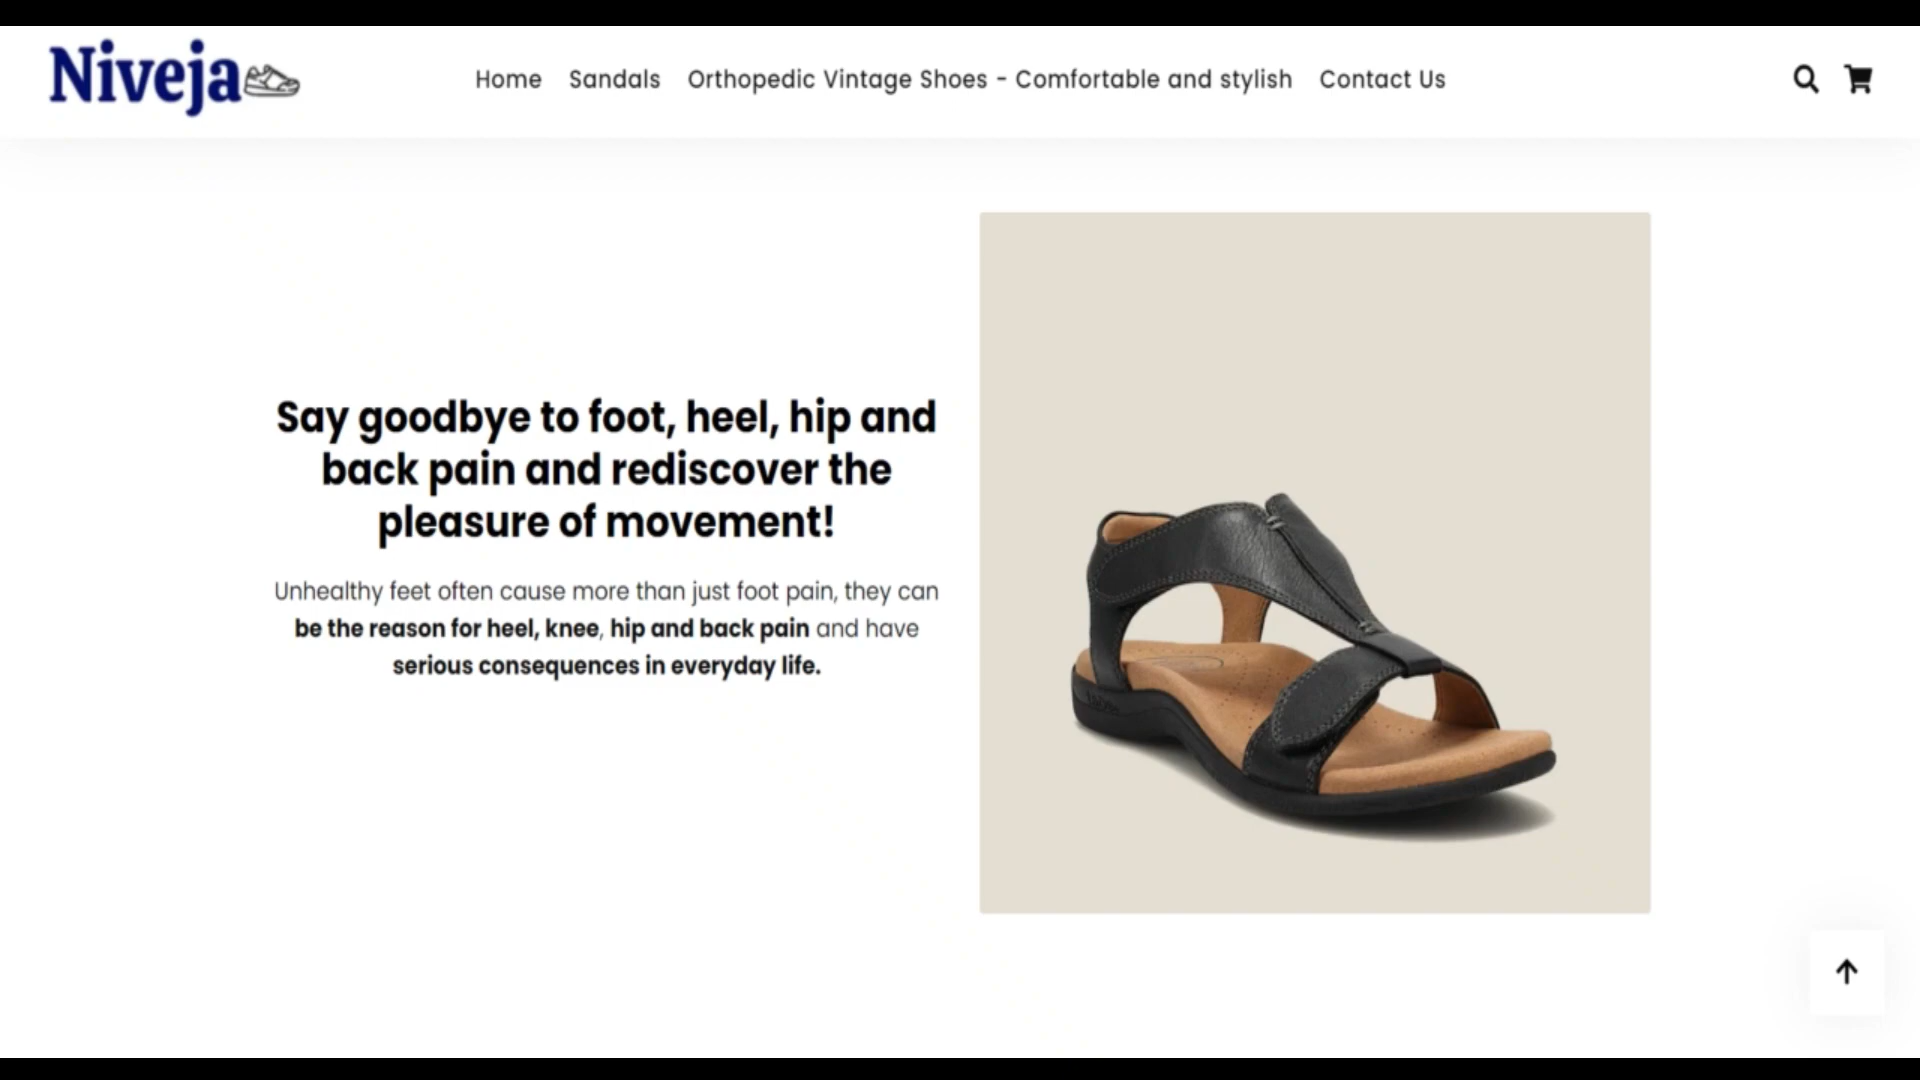 Niveja
Home Sandals Orthopedic Vintage Shoes - Comfortable and stylish Contact Us
Say goodbye to foot, heel, hip and
back pain and rediscover the
pleasure of movement!
Unhealthy feet often cause more than just foot pain, they can
be the reason for heel, knee, hip and back pain and have
serious consequences in everyday life.